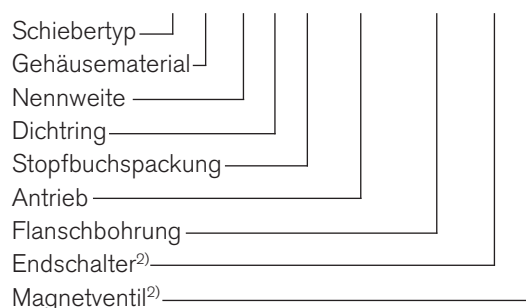 Schiebertyp
Gehäusematerial
Nennweite
Dichtring
Stopfbuchspackung
Antrieb
Flanschbohrung
Endschalter²⁾
Magnetventil²⁾